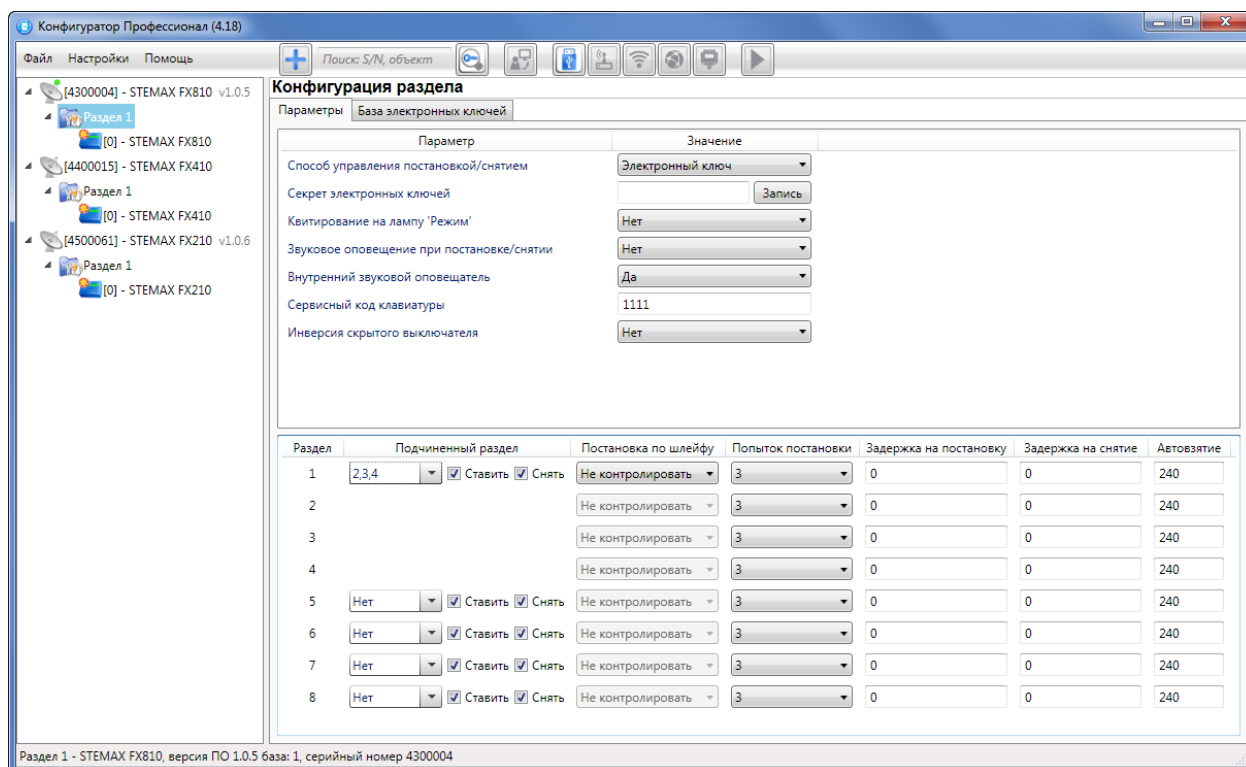 Конфигуратор Профессионал (4.18)
Файл Настройки Помощь Поиск: S/N, объект
[4300004] - STEMAX FX810 v1.0.5
Раздел 1
[0] - STEMAX FX810
[4400015] - STEMAX FX410
Раздел 1
[0] - STEMAX FX410
[4500061] - STEMAX FX210 v1.0.6
Раздел 1
[0] - STEMAX FX210
Конфигурация раздела
Параметры База электронных ключей
Параметр Значение
Способ управления постановкой/снятием Электронный ключ
Секрет электронных ключей Запись
Квитирование на лампу 'Режим' Нет
Звуковое оповещение при постановке/снятии Нет
Внутренний звуковой оповещатель Да
Сервисный код клавиатуры 1111
Инверсия скрытого выключателя Нет
Раздел Подчиненный раздел Постановка по шлейфу Попыток постановки Задержка на постановку Задержка на снятие Автовзятие
1 2,3,4 Ставить Снять Не контролировать 3 0 0 240
2 Не контролировать 3 0 0 240
3 Не контролировать 3 0 0 240
4 Не контролировать 3 0 0 240
5 Нет Ставить Снять Не контролировать 3 0 0 240
6 Нет Ставить Снять Не контролировать 3 0 0 240
7 Нет Ставить Снять Не контролировать 3 0 0 240
8 Нет Ставить Снять Не контролировать 3 0 0 240
Раздел 1 - STEMAX FX810, версия ПО 1.0.5 база: 1, серийный номер 4300004